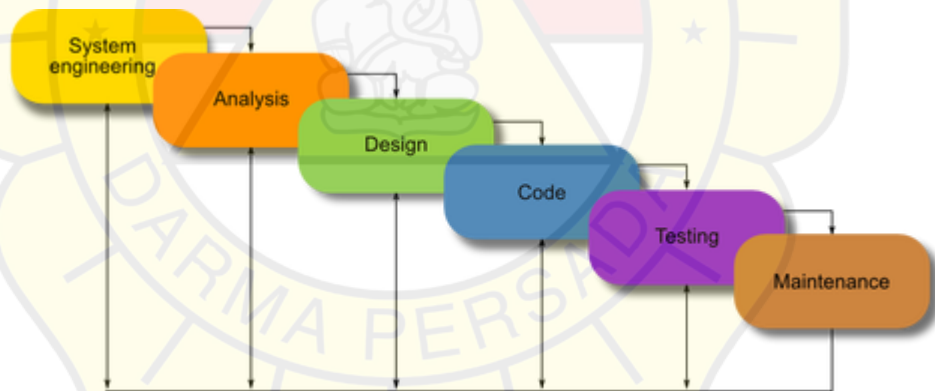 System
engineering
Analysis
Design
Code
Testing
Maintenance
DARMA PERSADA